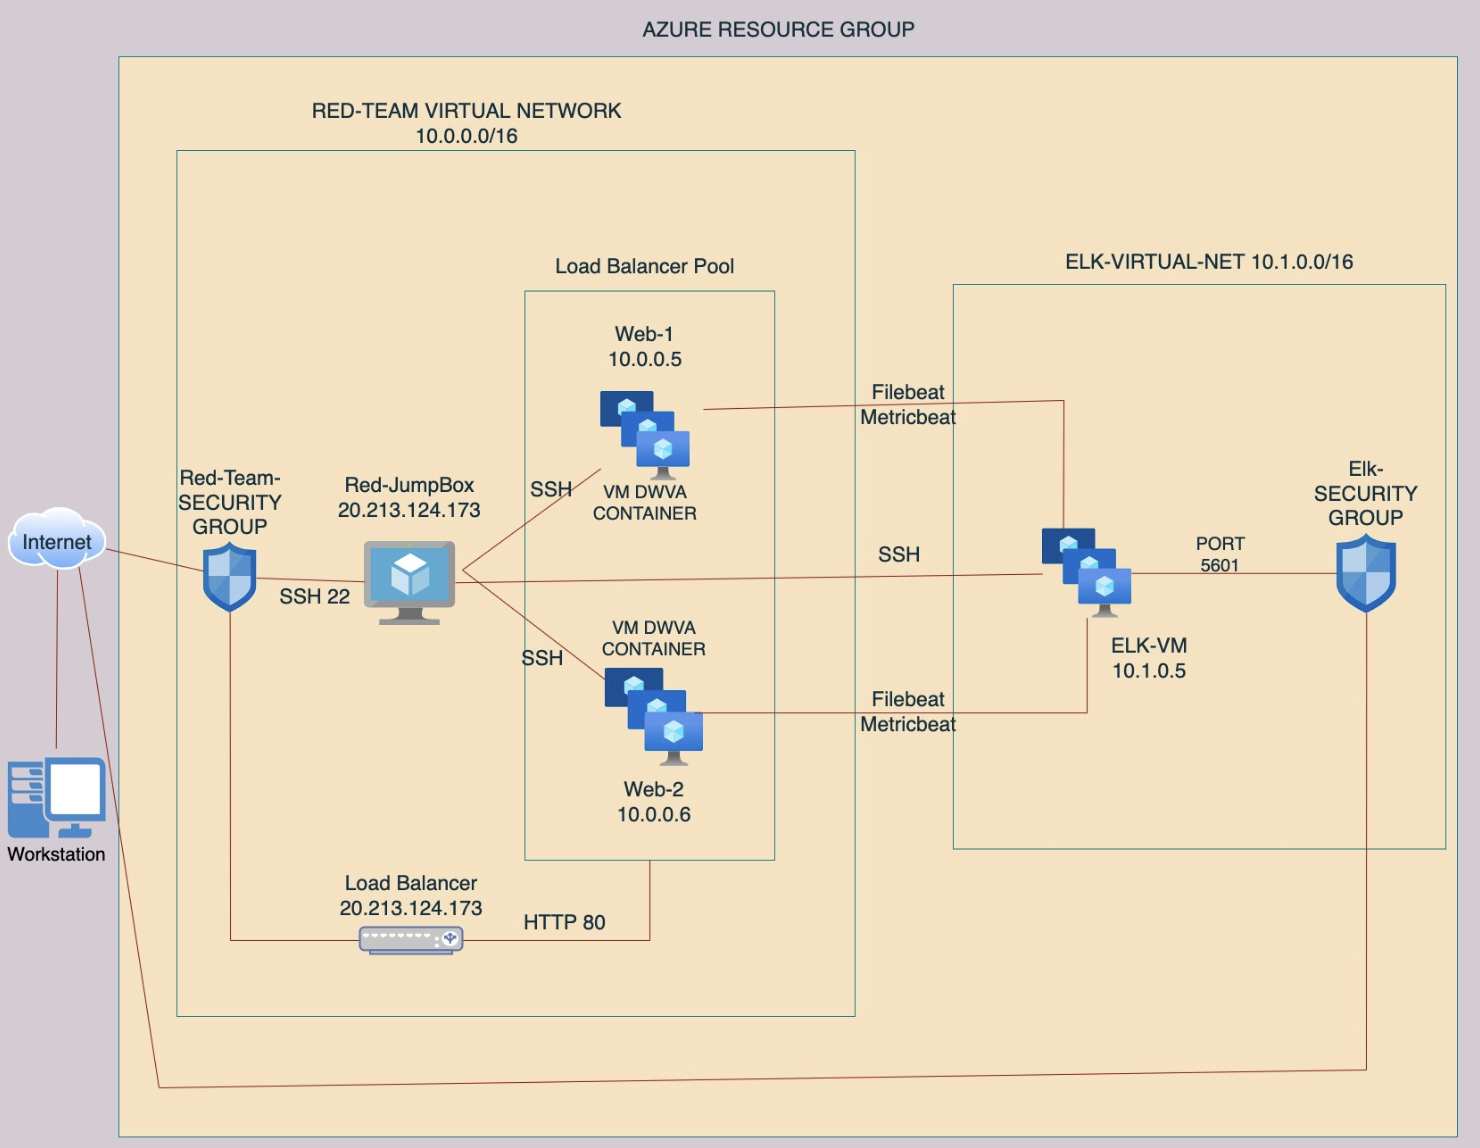 AZURE RESOURCE GROUP
RED-TEAM VIRTUAL NETWORK
10.0.0.0/16
Load Balancer Pool
ELK-VIRTUAL-NET 10.1.0.0/16
Web-1
10.0.0.5
Filebeat
Metricbeat
Red-Team-
SECURITY
GROUP
Red-JumpBox
20.213.124.173
SSH
VM DWVA
CONTAINER
Elk-
SECURITY
GROUP
Internet
SSH 22
SSH
PORT
5601
VM DWVA
CONTAINER
SSH
ELK-VM
10.1.0.5
Filebeat
Metricbeat
Web-2
10.0.0.6
Workstation
Load Balancer
20.213.124.173
HTTP 80